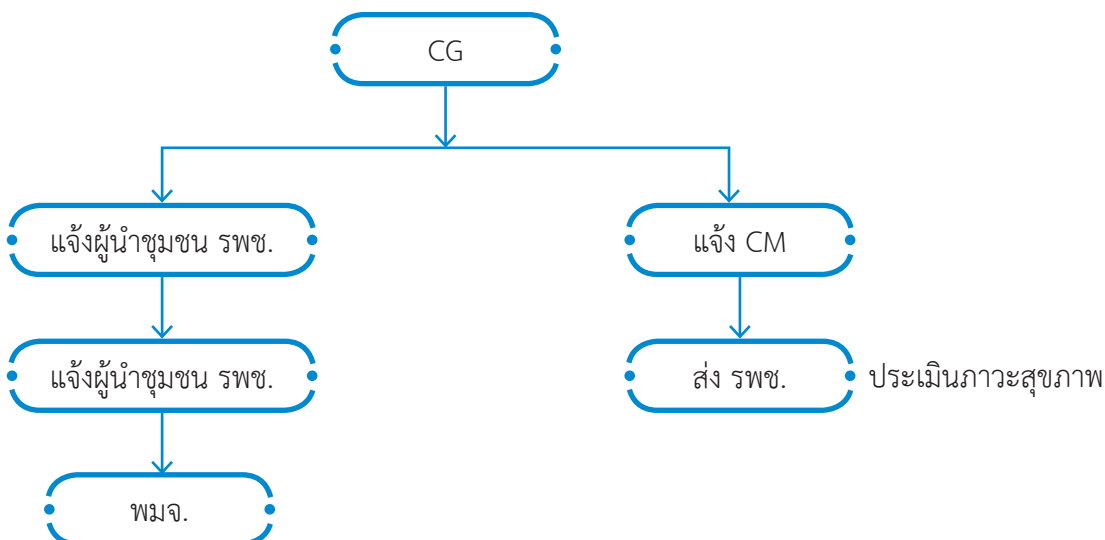 CG
แจ้งผู้นำชุมชน รพช.
แจ้ง CM
แจ้งผู้นำชุมชน รพช.
ส่ง รพช.
ประเมินภาวะสุขภาพ
พมจ.